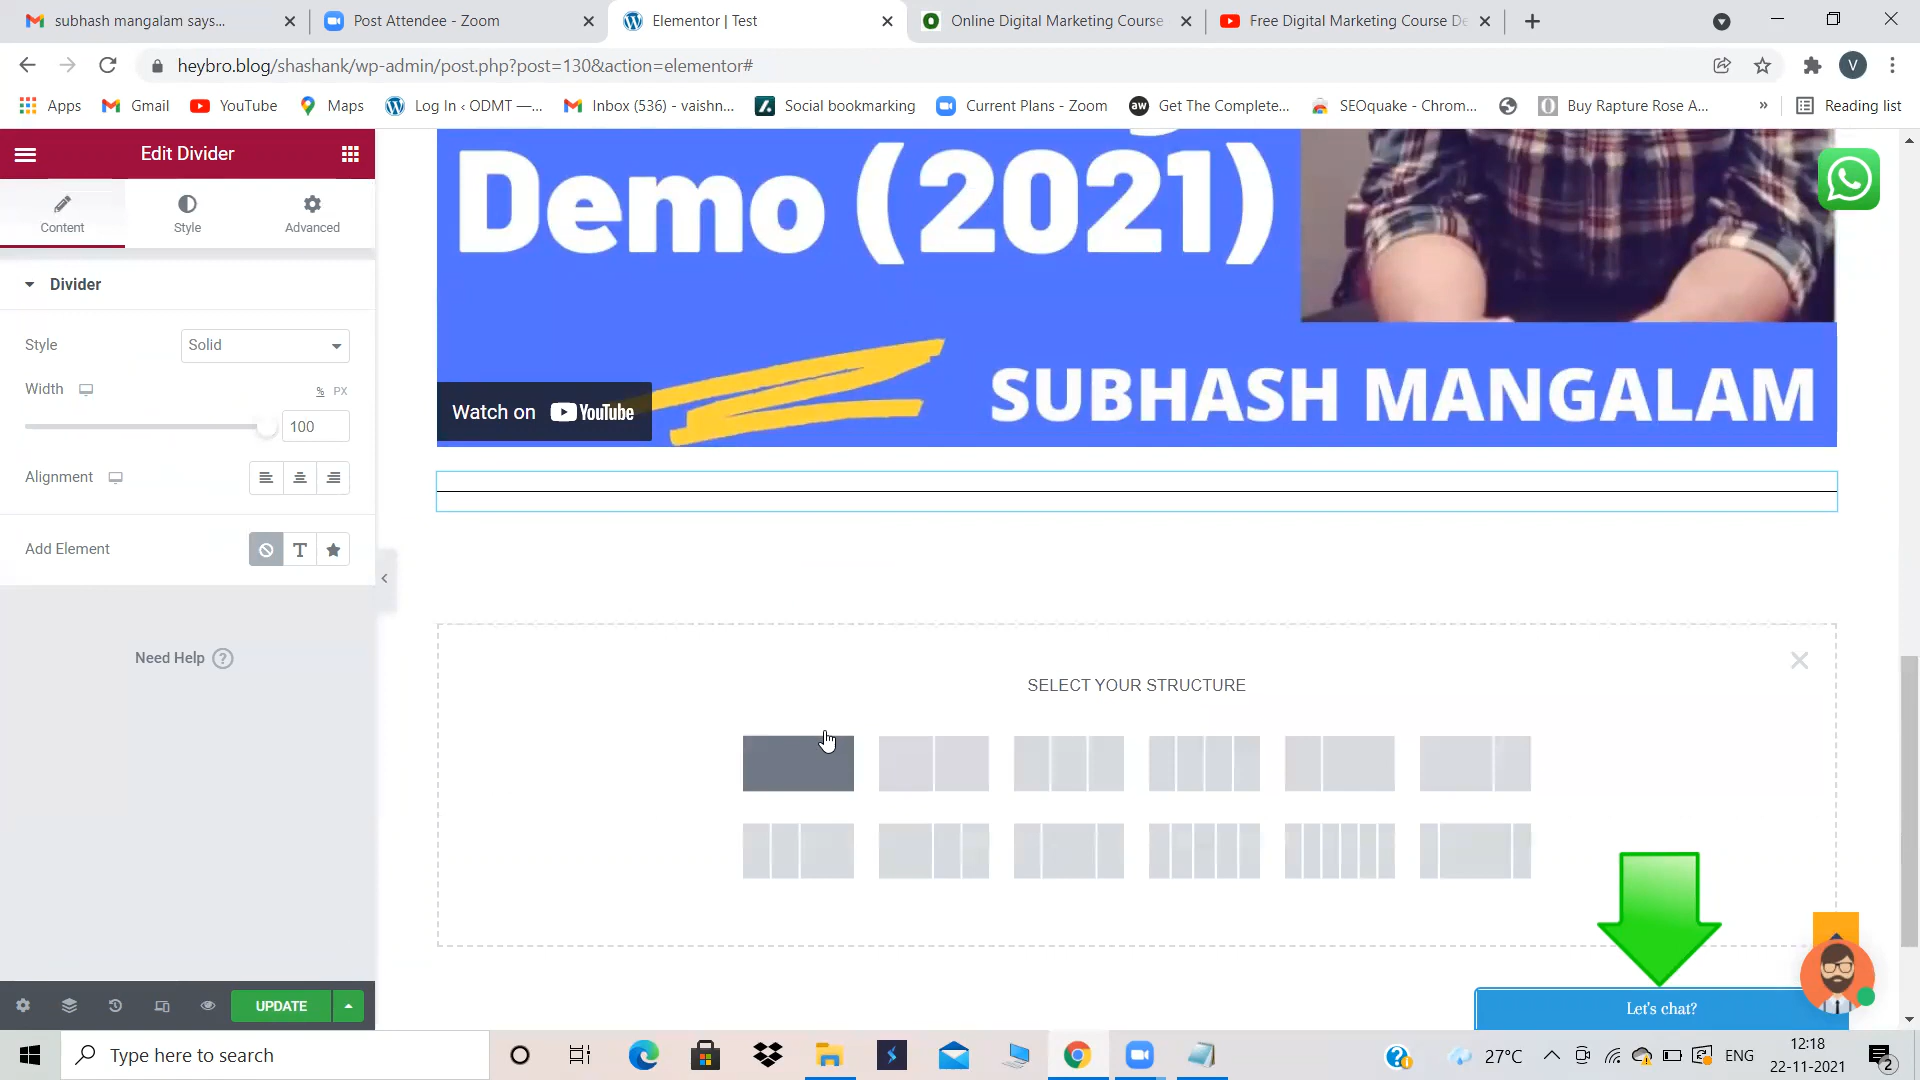 subhash mangalam says...
Post Attendee - Zoom
Elementor | Test
Online Digital Marketing Course
Free Digital Marketing Course De
heybro.blog/shashank/wp-admin/post.php?post=130&action=elementor#
V
Apps
Gmail
YouTube
Maps
Log In ‹ ODMT —...
Inbox (536) - vaishn...
Social bookmarking
Current Plans - Zoom
aw
Get The Complete...
SEOquake - Chrom...
Buy Rapture Rose A...
»
Reading list
Edit Divider
Content
Style
Advanced
Divider
Style
Solid
Width
%
PX
100
Alignment
Add Element
T
Need Help
?
UPDATE
Demo (2021)
SUBHASH MANGALAM
Watch on YouTube
SELECT YOUR STRUCTURE
Let's chat?
Type here to search
27°C
ENG
12:18
22-11-2021
2